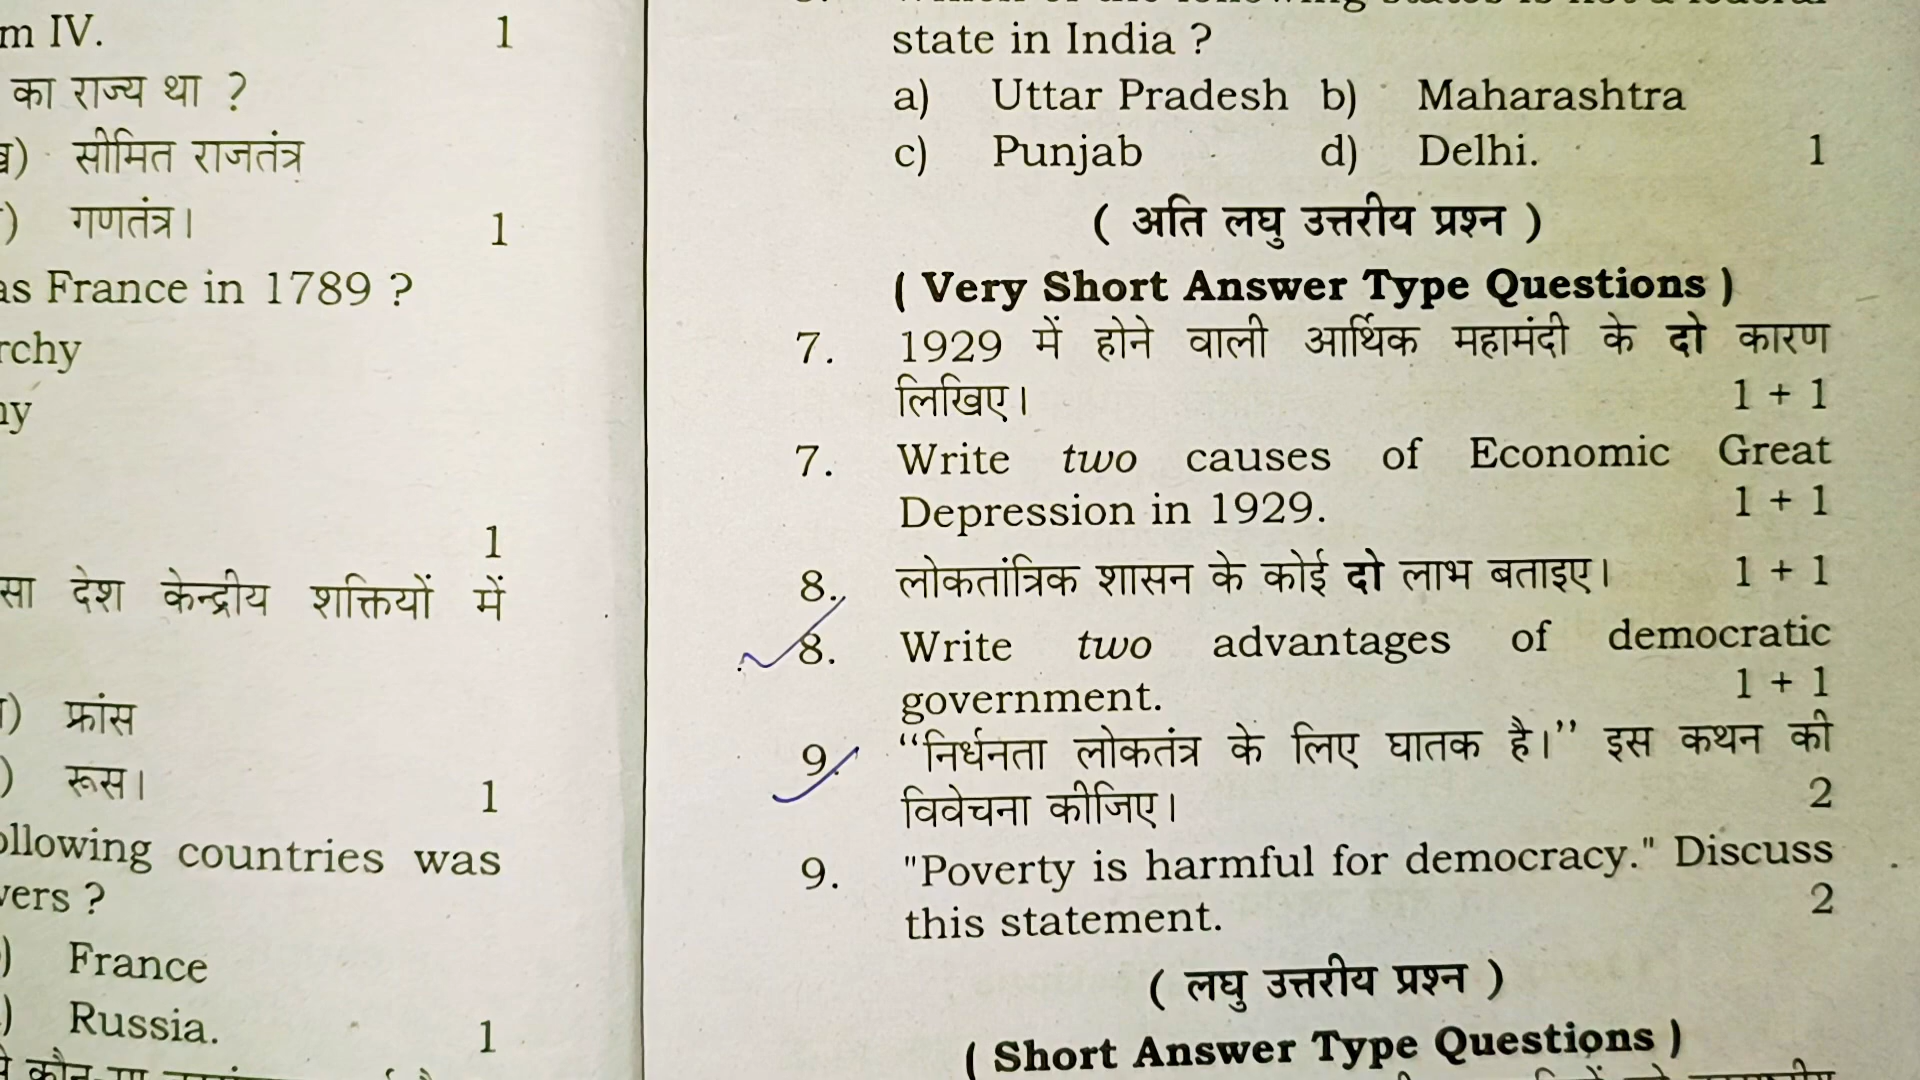 m IV. 1
का राज्य था ?
सीमित राजतंत्र
) गणतंत्र। 1
as France in 1789 ?
rchy
ny
1
सा देश केन्द्रीय शक्तियों में
) फ्रांस
) रूस। 1
ollowing countries was
vers ?
) France
) Russia. 1
state in India ?
a) Uttar Pradesh b) Maharashtra
c) Punjab d) Delhi. 1
( अति लघु उत्तरीय प्रश्न )
( Very Short Answer Type Questions )
7. 1929 में होने वाली आर्थिक महामंदी के दो कारण
लिखिए। 1 + 1
7. Write two causes of Economic Great
Depression in 1929. 1 + 1
8. लोकतांत्रिक शासन के कोई दो लाभ बताइए। 1 + 1
8. Write two advantages of democratic
government. 1 + 1
9. ‘‘निर्धनता लोकतंत्र के लिए घातक है।’’ इस कथन की
विवेचना कीजिए। 2
9. "Poverty is harmful for democracy." Discuss
this statement. 2
( लघु उत्तरीय प्रश्न )
( Short Answer Type Questions )